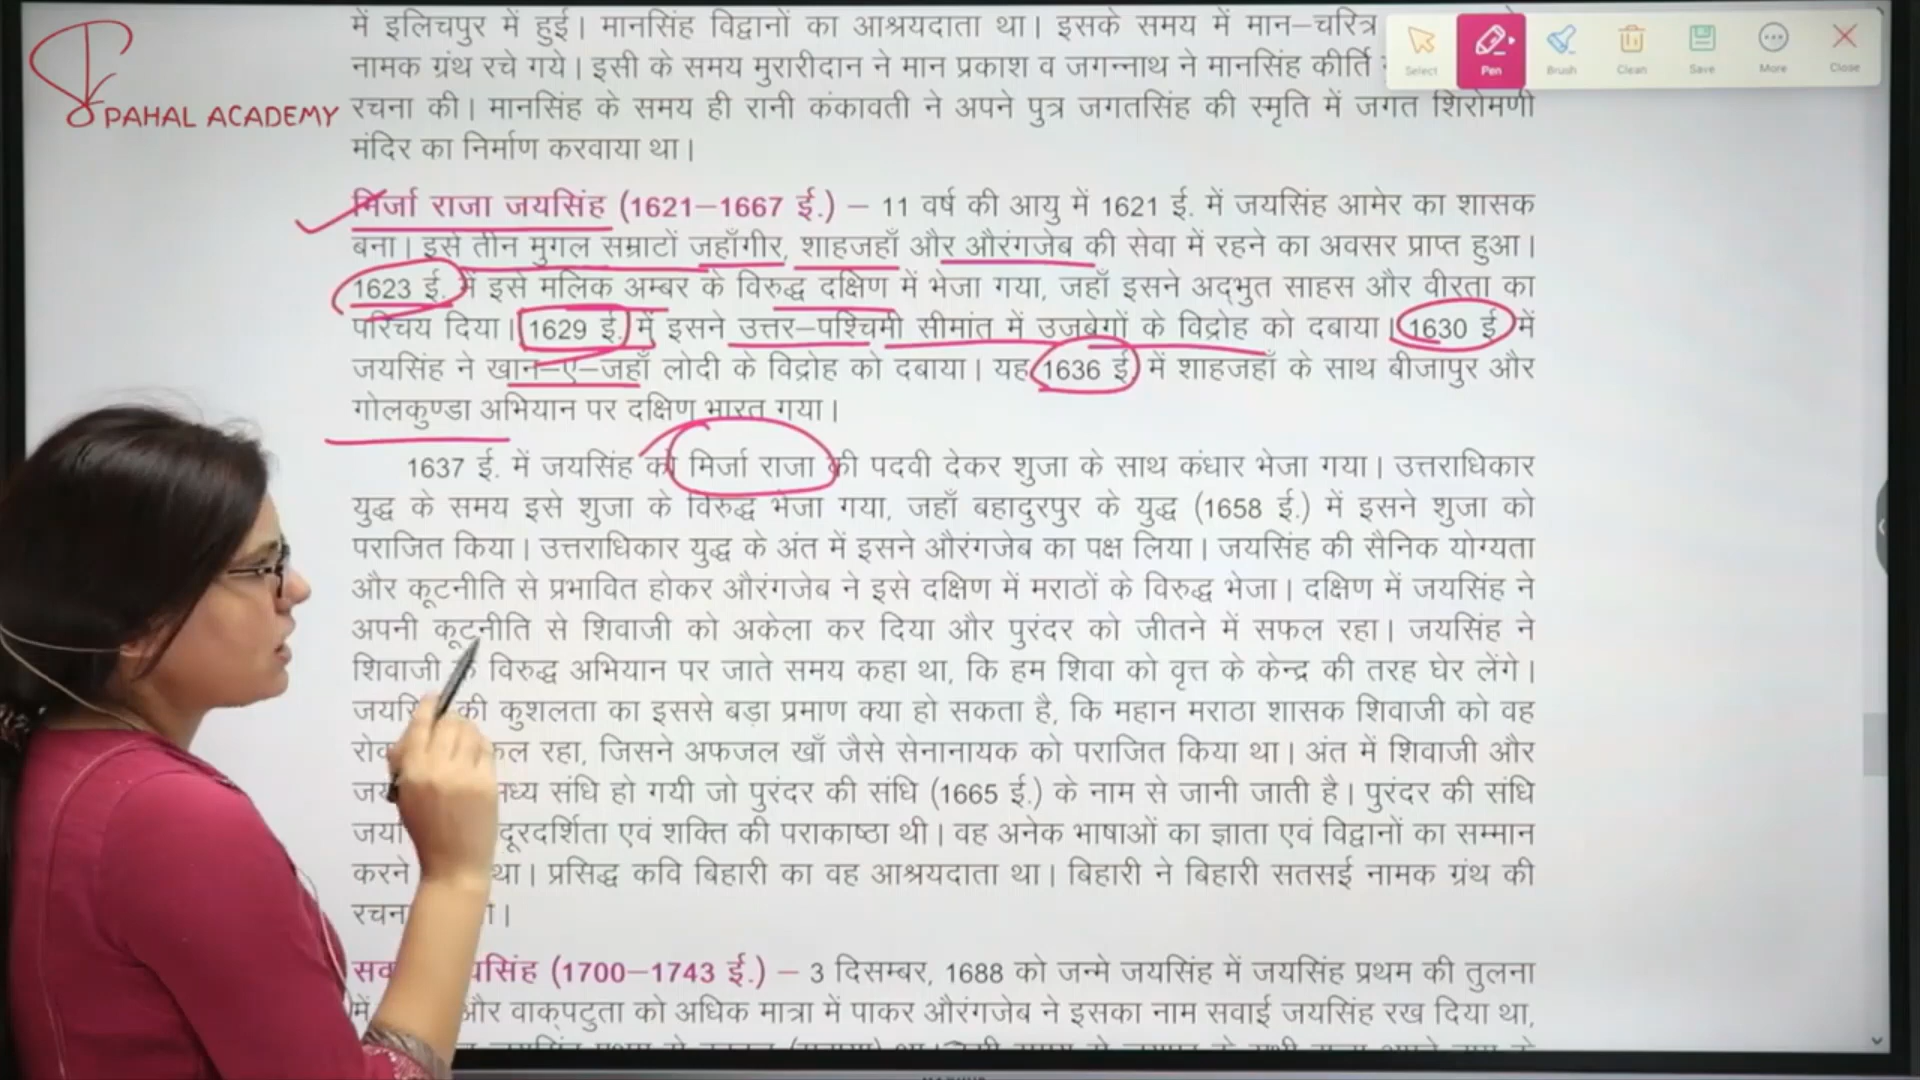 में इलिचपुर में हुई। मानसिंह विद्वानों का आश्रयदाता था। इसके समय में मान–चरित्र
नामक ग्रंथ रचे गये। इसी के समय मुरारीदान ने मान प्रकाश व जगन्नाथ ने मानसिंह कीर्ति
PAHAL ACADEMY
रचना की। मानसिंह के समय ही रानी कंकावती ने अपने पुत्र जगतसिंह की स्मृति में जगत शिरोमणी
मंदिर का निर्माण करवाया था।
Select Pen Brush Clean Save More Close
मिर्जा राजा जयसिंह (1621–1667 ई.) – 11 वर्ष की आयु में 1621 ई. में जयसिंह आमेर का शासक
बना। इसे तीन मुगल सम्राटों जहाँगीर, शाहजहाँ और औरंगजेब की सेवा में रहने का अवसर प्राप्त हुआ।
1623 ई. में इसे मलिक अम्बर के विरुद्ध दक्षिण में भेजा गया, जहाँ इसने अद्भुत साहस और वीरता का
परिचय दिया। 1629 ई. में इसने उत्तर–पश्चिमी सीमांत में उजबेगों के विद्रोह को दबाया। 1630 ई में
जयसिंह ने खान–ए–जहाँ लोदी के विद्रोह को दबाया। यह 1636 ई में शाहजहाँ के साथ बीजापुर और
गोलकुण्डा अभियान पर दक्षिण भारत गया।
1637 ई. में जयसिंह को मिर्जा राजा की पदवी देकर शुजा के साथ कंधार भेजा गया। उत्तराधिकार
युद्ध के समय इसे शुजा के विरुद्ध भेजा गया, जहाँ बहादुरपुर के युद्ध (1658 ई.) में इसने शुजा को
पराजित किया। उत्तराधिकार युद्ध के अंत में इसने औरंगजेब का पक्ष लिया। जयसिंह की सैनिक योग्यता
और कूटनीति से प्रभावित होकर औरंगजेब ने इसे दक्षिण में मराठों के विरुद्ध भेजा। दक्षिण में जयसिंह ने
अपनी कूटनीति से शिवाजी को अकेला कर दिया और पुरंदर को जीतने में सफल रहा। जयसिंह ने
शिवाजी के विरुद्ध अभियान पर जाते समय कहा था, कि हम शिवा को वृत्त के केन्द्र की तरह घेर लेंगे।
की कुशलता का इससे बड़ा प्रमाण क्या हो सकता है, कि महान मराठा शासक शिवाजी को वह
रहा, जिसने अफजल खाँ जैसे सेनानायक को पराजित किया था। अंत में शिवाजी और
मध्य संधि हो गयी जो पुरंदर की संधि (1665 ई.) के नाम से जानी जाती है। पुरंदर की संधि
दूरदर्शिता एवं शक्ति की पराकाष्ठा थी। वह अनेक भाषाओं का ज्ञाता एवं विद्वानों का सम्मान
करने था। प्रसिद्ध कवि बिहारी का वह आश्रयदाता था। बिहारी ने बिहारी सतसई नामक ग्रंथ की
(1700–1743 ई.) – 3 दिसम्बर, 1688 को जन्मे जयसिंह में जयसिंह प्रथम की तुलना
में और वाक्पटुता को अधिक मात्रा में पाकर औरंगजेब ने इसका नाम सवाई जयसिंह रख दिया था,